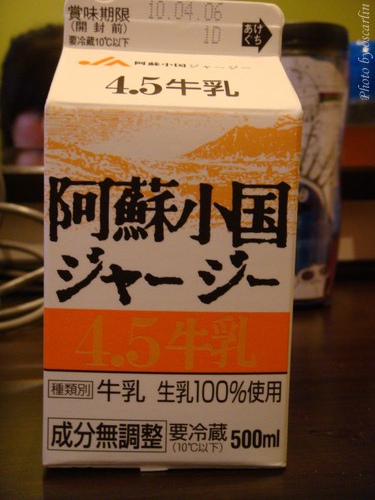 賞味期限 10.04.06
(開封前) 1D
要冷蔵10℃以下
あけぐち
阿蘇小国ジャージー
4.5牛乳
阿蘇小国
ジャージー
4.5牛乳
種類別 牛乳 生乳100%使用
成分無調整 要冷蔵 500ml
(10℃以下)
Photo by oscarlin